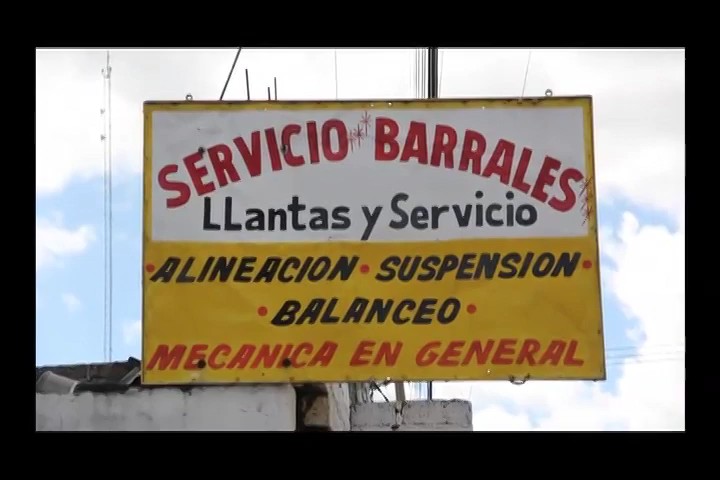 SERVICIO BARRALES
LLantas y Servicio
•ALINEACION•SUSPENSION•
•BALANCEO•
MECANICA EN GENERAL